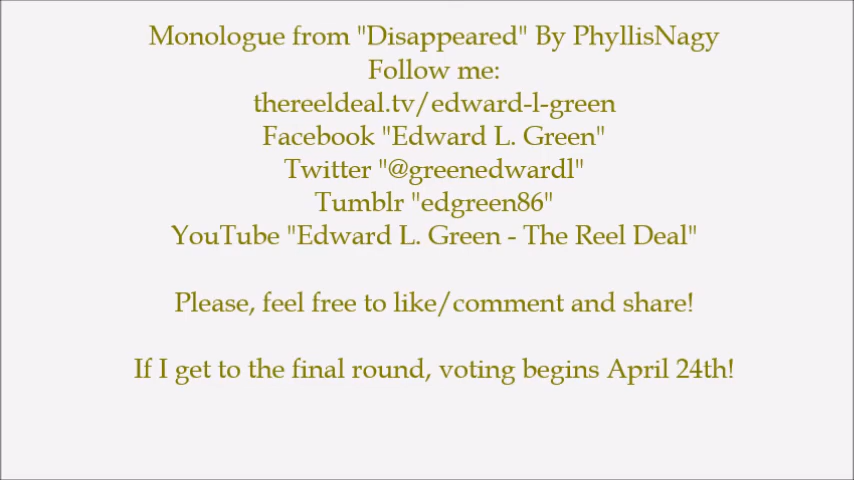 Monologue from "Disappeared" By PhyllisNagy
Follow me:
thereeldeal.tv/edward-l-green
Facebook "Edward L. Green"
Twitter "@greenedwardl"
Tumblr "edgreen86"
YouTube "Edward L. Green - The Reel Deal"
Please, feel free to like/comment and share!
If I get to the final round, voting begins April 24th!